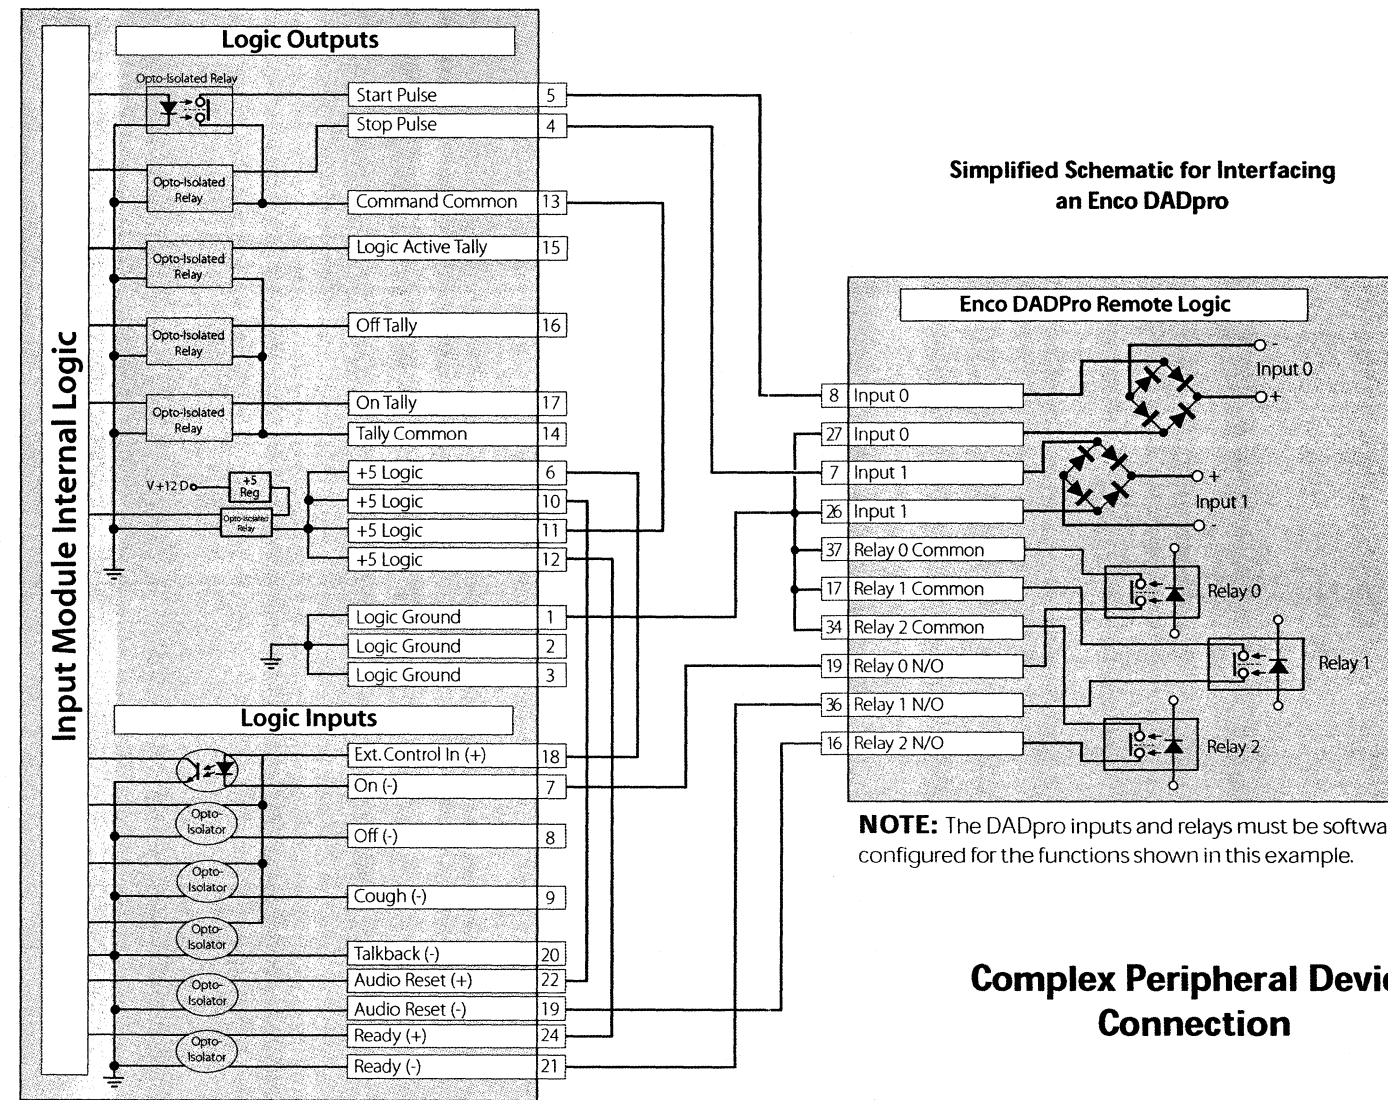 Logic Outputs
Opto-Isolated Relay
Start Pulse 5
Stop Pulse 4
Opto-Isolated
Relay
Command Common 13
Logic Active Tally 15
Opto-Isolated
Relay
Off Tally 16
Opto-Isolated
Relay
On Tally 17
Opto-Isolated
Relay
Tally Common 14
+5 Logic 6
V +12 D
+5
Reg
+5 Logic 10
Opto-Isolated
Relay
+5 Logic 11
+5 Logic 12
Logic Ground 1
Logic Ground 2
Logic Ground 3
Input Module Internal Logic
Logic Inputs
Ext. Control In (+) 18
On (-) 7
Opto-
Isolator
Off (-) 8
Opto-
Isolator
Cough (-) 9
Opto-
Isolator
Talkback (-) 20
Audio Reset (+) 22
Opto-
Isolator
Audio Reset (-) 19
Ready (+) 24
Opto-
Isolator
Ready (-) 21
Simplified Schematic for Interfacing
an Enco DADpro
Enco DADPro Remote Logic
-
Input 0
+
8 Input 0
27 Input 0
7 Input 1
+
Input 1
-
26 Input 1
37 Relay 0 Common
17 Relay 1 Common
Relay 0
34 Relay 2 Common
19 Relay 0 N/O
Relay 1
36 Relay 1 N/O
16 Relay 2 N/O
Relay 2
NOTE: The DADpro inputs and relays must be softwa
configured for the functions shown in this example.
Complex Peripheral Devic
Connection